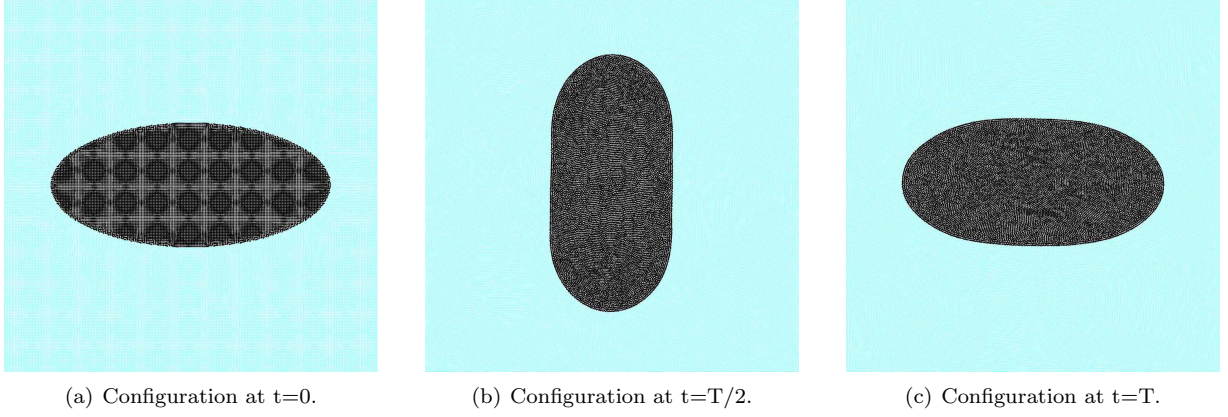 (a) Configuration at t=0.
(b) Configuration at t=T/2.
(c) Configuration at t=T.